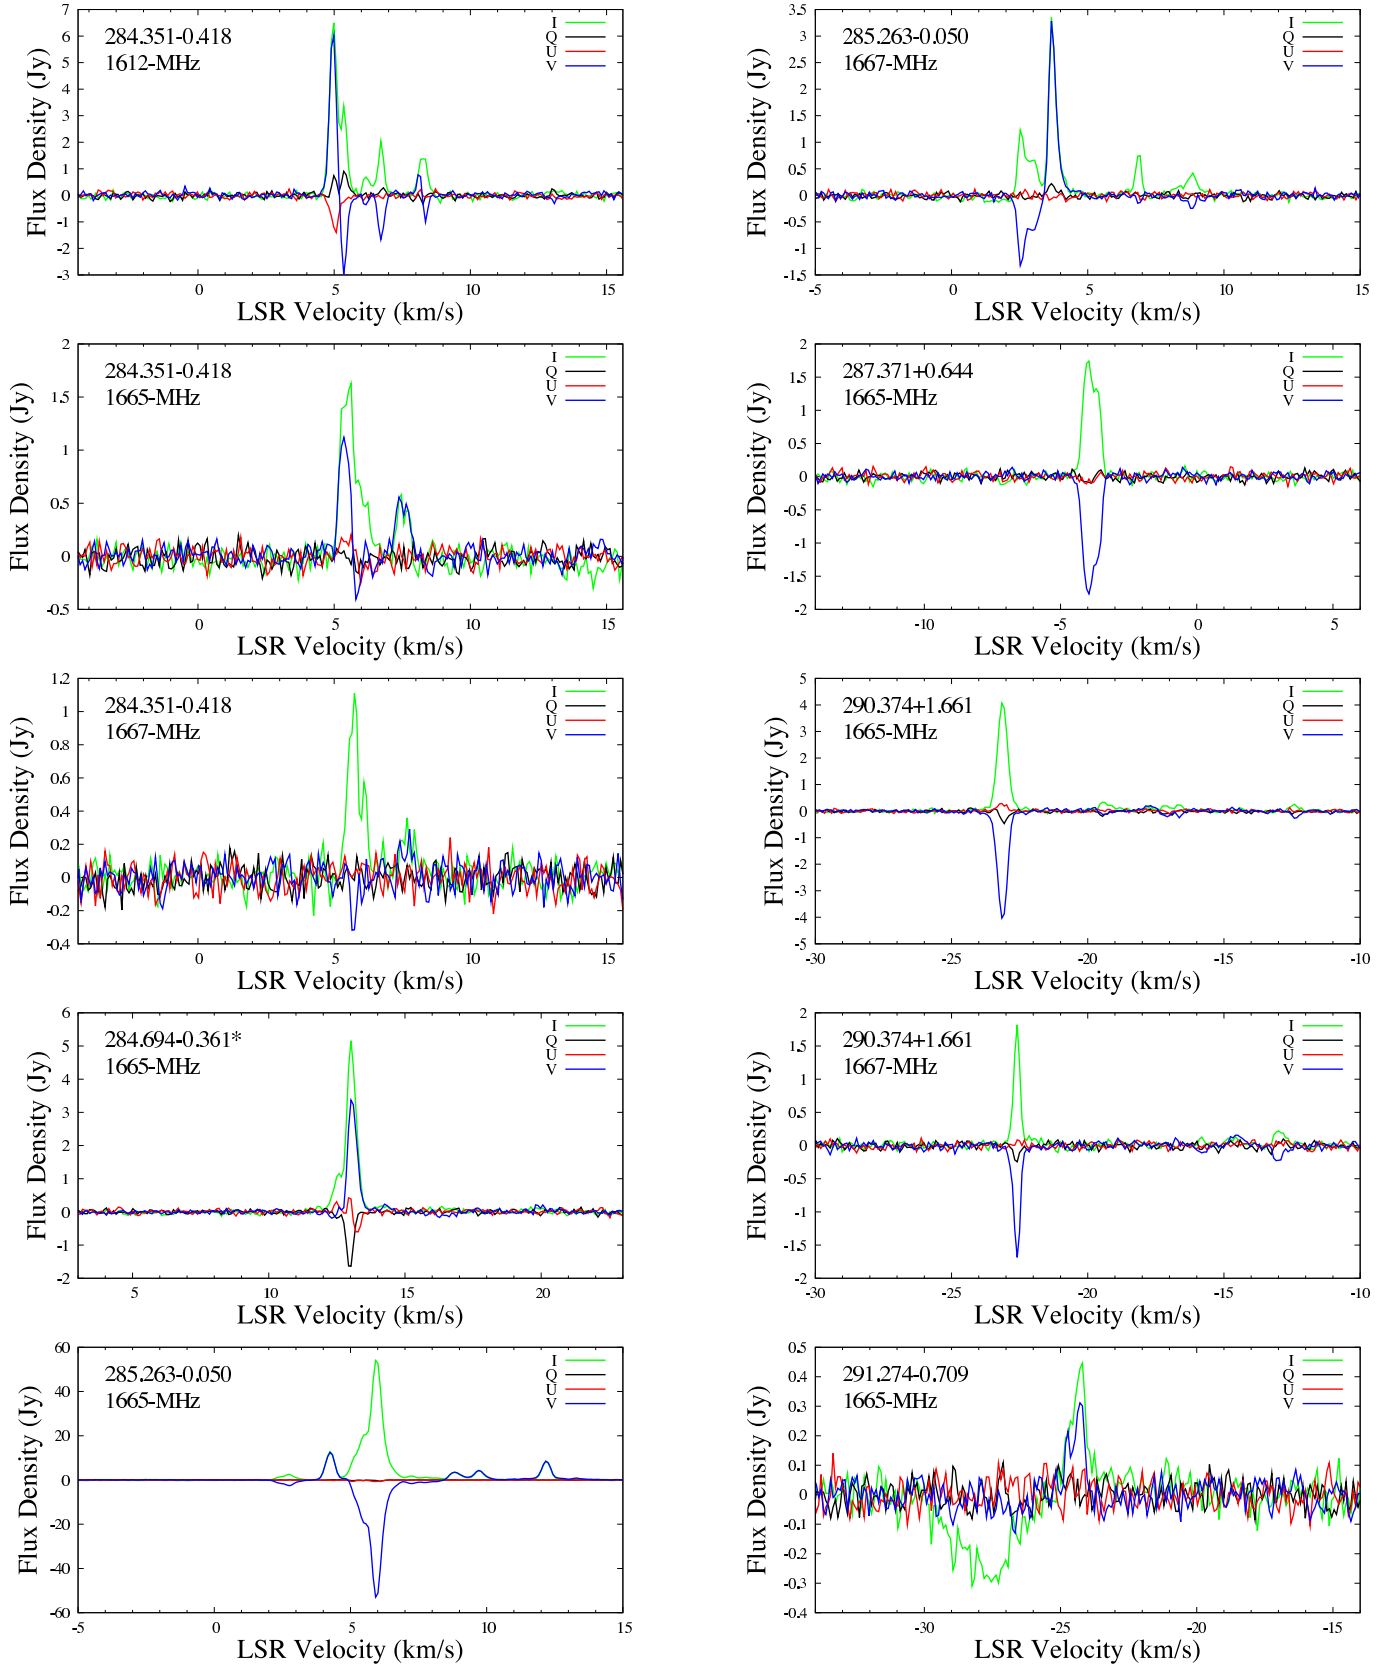 284.351-0.418
1612-MHz
I
Q
U
V
7
6
5
4
3
2
1
0
-1
-2
-3
0
5
10
15
Flux Density (Jy)
LSR Velocity (km/s)
285.263-0.050
1667-MHz
I
Q
U
V
3.5
3
2.5
2
1.5
1
0.5
0
-0.5
-1
-1.5
-5
0
5
10
15
Flux Density (Jy)
LSR Velocity (km/s)
284.351-0.418
1665-MHz
I
Q
U
V
2
1.5
1
0.5
0
-0.5
0
5
10
15
Flux Density (Jy)
LSR Velocity (km/s)
287.371+0.644
1665-MHz
I
Q
U
V
2
1.5
1
0.5
0
-0.5
-1
-1.5
-2
-10
-5
0
5
Flux Density (Jy)
LSR Velocity (km/s)
284.351-0.418
1667-MHz
I
Q
U
V
1.2
1
0.8
0.6
0.4
0.2
0
-0.2
-0.4
0
5
10
15
Flux Density (Jy)
LSR Velocity (km/s)
290.374+1.661
1665-MHz
I
Q
U
V
5
4
3
2
1
0
-1
-2
-3
-4
-5
-30
-25
-20
-15
-10
Flux Density (Jy)
LSR Velocity (km/s)
284.694-0.361*
1665-MHz
I
Q
U
V
6
5
4
3
2
1
0
-1
-2
5
10
15
20
Flux Density (Jy)
LSR Velocity (km/s)
290.374+1.661
1667-MHz
I
Q
U
V
2
1.5
1
0.5
0
-0.5
-1
-1.5
-2
-30
-25
-20
-15
-10
Flux Density (Jy)
LSR Velocity (km/s)
285.263-0.050
1665-MHz
I
Q
U
V
60
40
20
0
-20
-40
-60
-5
0
5
10
15
Flux Density (Jy)
LSR Velocity (km/s)
291.274-0.709
1665-MHz
I
Q
U
V
0.5
0.4
0.3
0.2
0.1
0
-0.1
-0.2
-0.3
-0.4
-30
-25
-20
-15
Flux Density (Jy)
LSR Velocity (km/s)